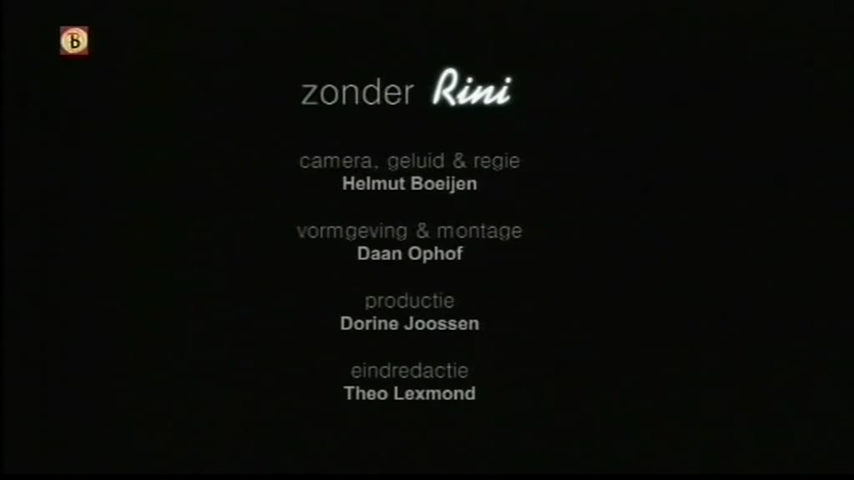 zonder Rini
camera, geluid & regie
Helmut Boeijen
vormgeving & montage
Daan Ophof
productie
Dorine Joossen
eindredactie
Theo Lexmond